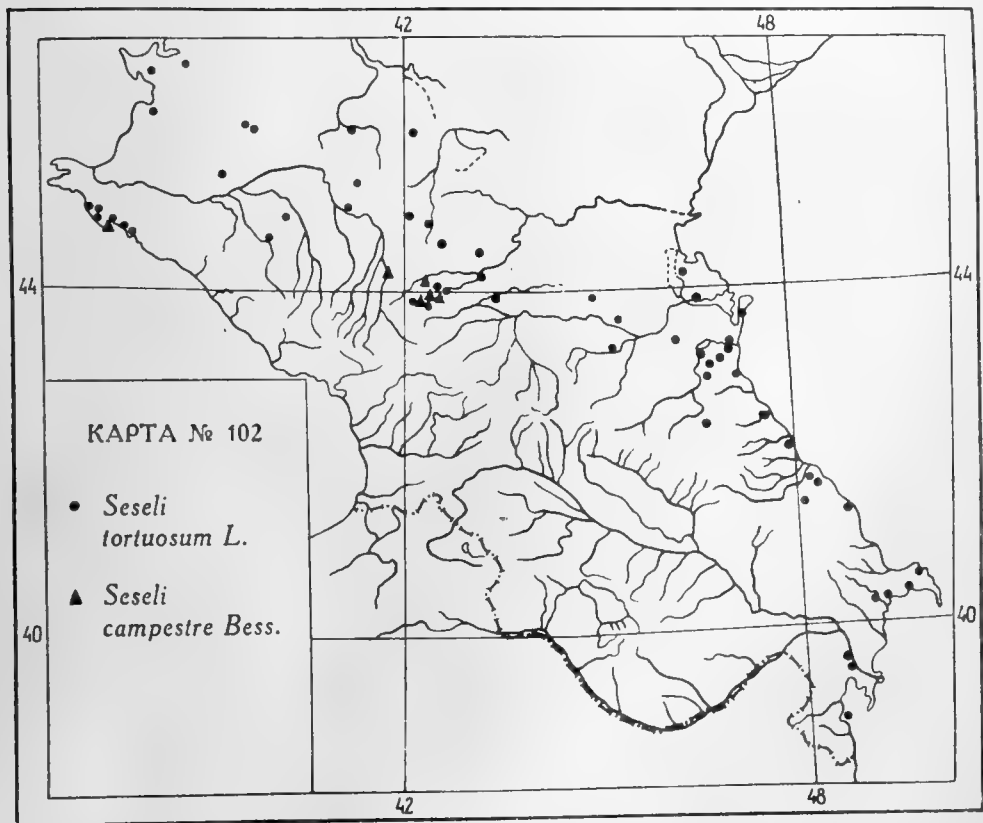 42 48
44 44
КАРТА № 102
Seseli
tortuosum L.
Seseli
campestre Bess.
40 40
42 48